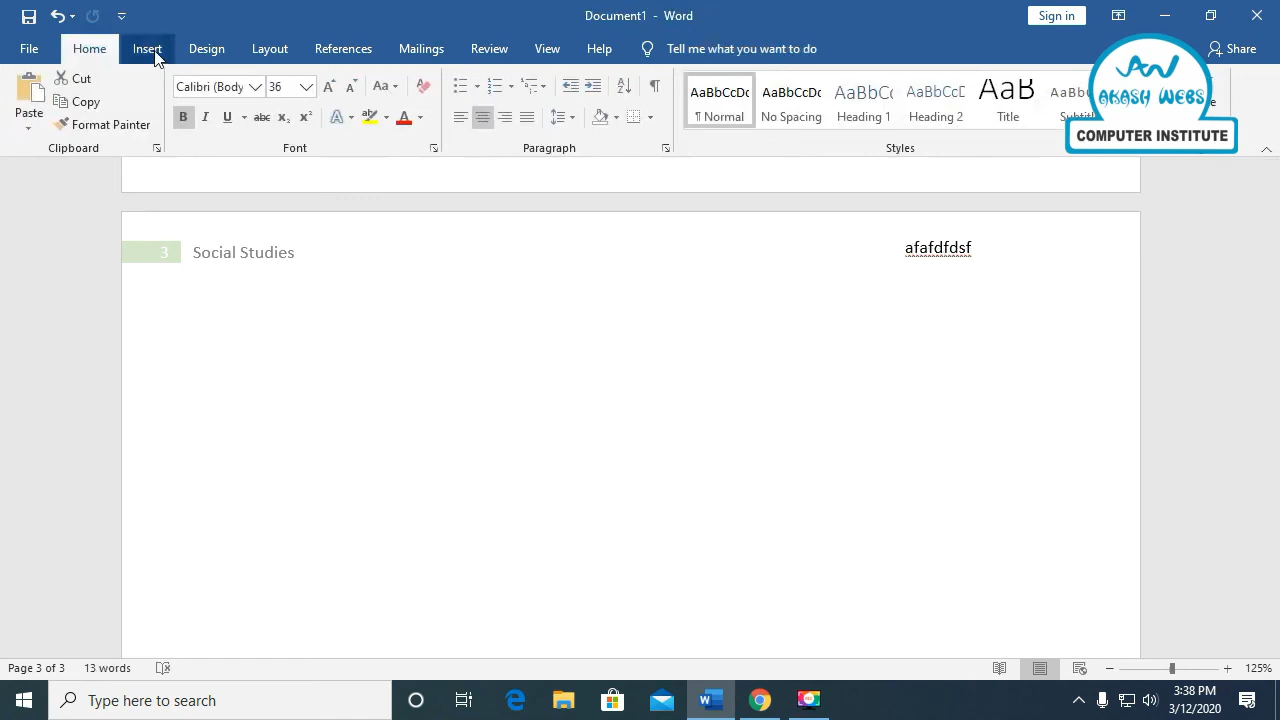 Document1 - Word
Sign in
File Home Insert Design Layout References Mailings Review View Help Tell me what you want to do Share
Cut
Copy
Format Painter
Paste
Clipboard
Calibri (Body 36
Font
Paragraph
AaBbCcDc AaBbCcDc AaBbC( AaBbCcD AaB
¶ Normal No Spacing Heading 1 Heading 2 Title
Styles
AW
AKASH WEBS
COMPUTER INSTITUTE
3 Social Studies afafdfdsf
Page 3 of 3 13 words 125%
Type here to search
3:38 PM
3/12/2020